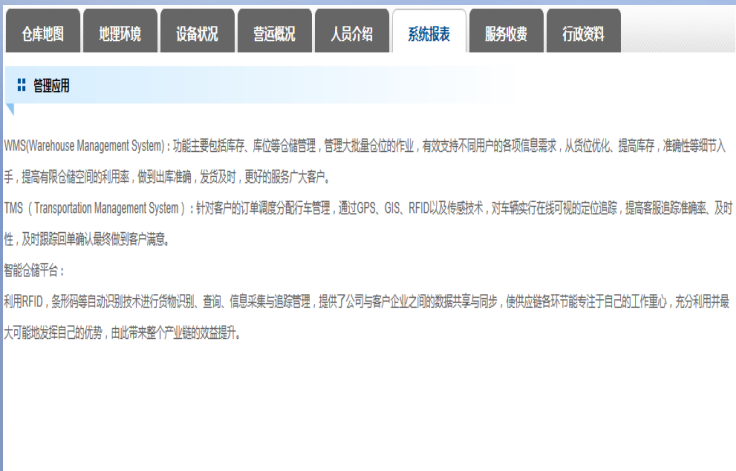 仓库地图 地理环境 设备状况 营运概况 人员介绍 系统报表 服务收费 行政资料
管理应用
WMS(Warehouse Management System)：功能主要包括库存、库位等仓储管理，管理大批量仓位的作业，有效支持不同用户的各项信息需求，从货位优化、提高库存，准确性等细节入
手，提高有限仓储空间的利用率，做到出库准确，发货及时，更好的服务广大客户。
TMS（Transportation Management System）：针对客户的订单调度分配行车管理，通过GPS、GIS、RFID以及传感技术，对车辆实行在线可视的定位追踪，提高客服追踪准确率、及时
性，及时跟踪回单确认最终做到客户满意。
智能仓储平台：
利用RFID，条形码等自动识别技术进行货物识别、查询、信息采集与追踪管理，提供了公司与客户企业之间的数据共享与同步，使供应链各环节能专注于自己的工作重心，充分利用并最
大可能地发挥自己的优势，由此带来整个产业链的效益提升。